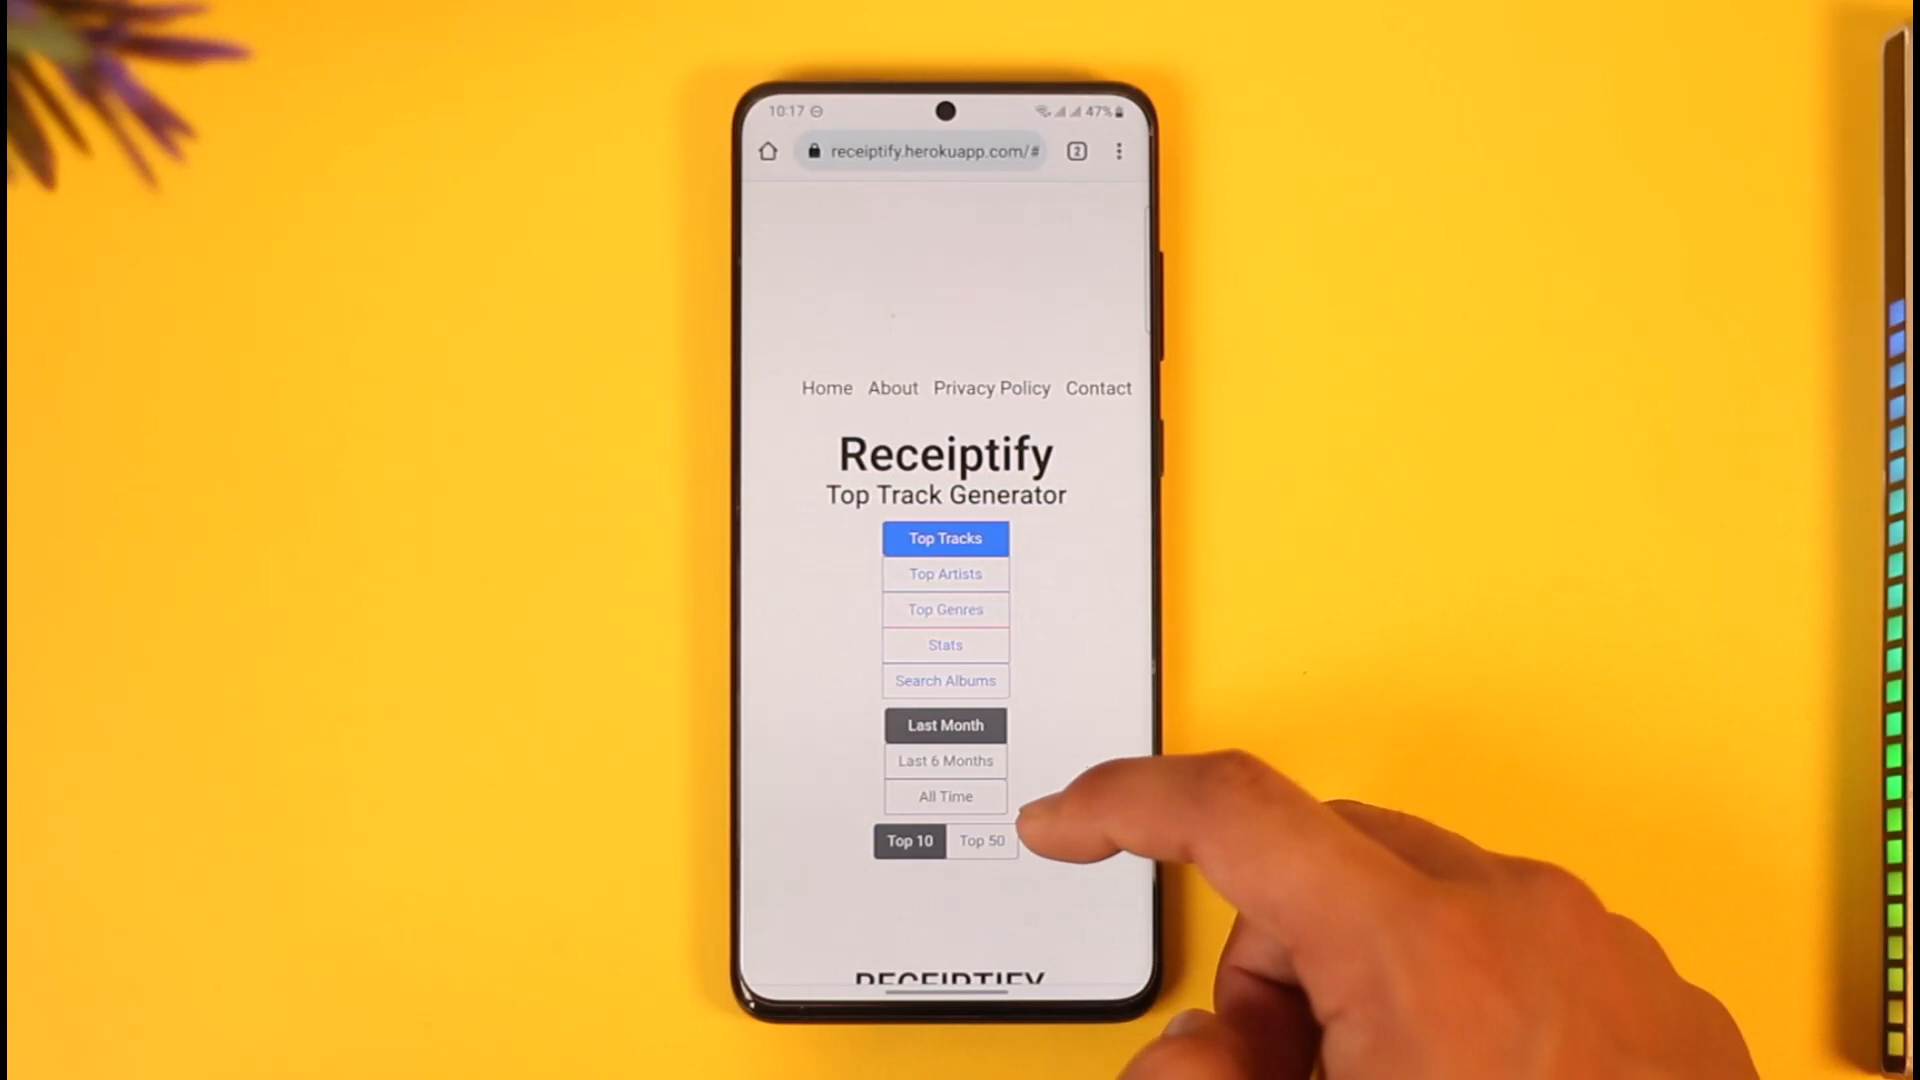 10:17
47%
receiptify.herokuapp.com/#
2
Home About Privacy Policy Contact
Receiptify
Top Track Generator
Top Tracks
Top Artists
Top Genres
Stats
Search Albums
Last Month
Last 6 Months
All Time
Top 10 Top 50
RECEIPTIFY